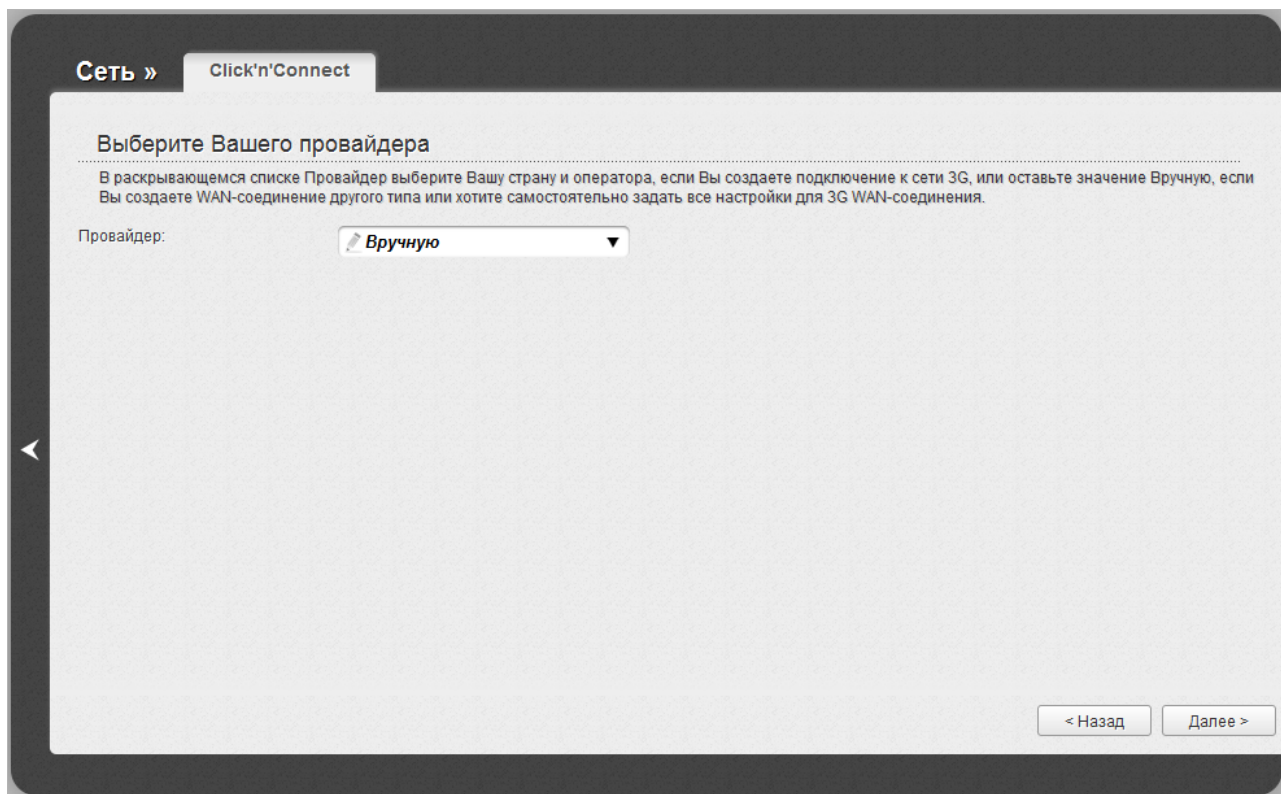 Сеть »
Click'n'Connect
Выберите Вашего провайдера
В раскрывающемся списке Провайдер выберите Вашу страну и оператора, если Вы создаете подключение к сети 3G, или оставьте значение Вручную, если
Вы создаете WAN-соединение другого типа или хотите самостоятельно задать все настройки для 3G WAN-соединения.
Провайдер:
Вручную
< Назад
Далее >